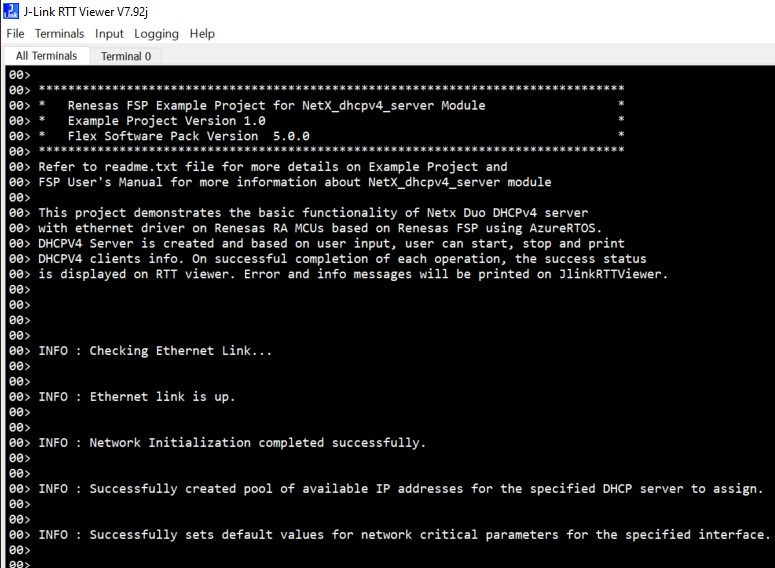 J-Link RTT Viewer V7.92j
File Terminals Input Logging Help
All Terminals Terminal 0
00>
00> ********************************************************************************
00> *   Renesas FSP Example Project for NetX_dhcpv4_server Module                  *
00> *   Example Project Version 1.0                                                *
00> *   Flex Software Pack Version  5.0.0                                          *
00> ********************************************************************************
00> Refer to readme.txt file for more details on Example Project and
00> FSP User's Manual for more information about NetX_dhcpv4_server module
00>
00> This project demonstrates the basic functionality of Netx Duo DHCPv4 server
00> with ethernet driver on Renesas RA MCUs based on Renesas FSP using AzureRTOS.
00> DHCPV4 Server is created and based on user input, user can start, stop and print
00> DHCPV4 clients info. On successful completion of each operation, the success status
00> is displayed on RTT viewer. Error and info messages will be printed on JlinkRTTViewer.
00>
00>
00>
00>
00> INFO : Checking Ethernet Link...
00>
00>
00> INFO : Ethernet link is up.
00>
00>
00> INFO : Network Initialization completed successfully.
00>
00>
00> INFO : Successfully created pool of available IP addresses for the specified DHCP server to assign.
00>
00>
00> INFO : Successfully sets default values for network critical parameters for the specified interface.
00>
00>